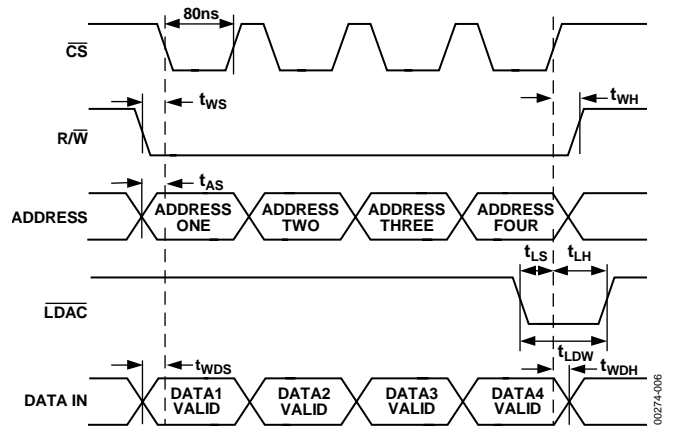 80ns
CS
tWS
tWH
R/W
tAS
ADDRESS
ADDRESS ONE
ADDRESS TWO
ADDRESS THREE
ADDRESS FOUR
tLS
tLH
LDAC
tLDW
tWDS
tWDH
DATA IN
DATA1 VALID
DATA2 VALID
DATA3 VALID
DATA4 VALID
00274-006